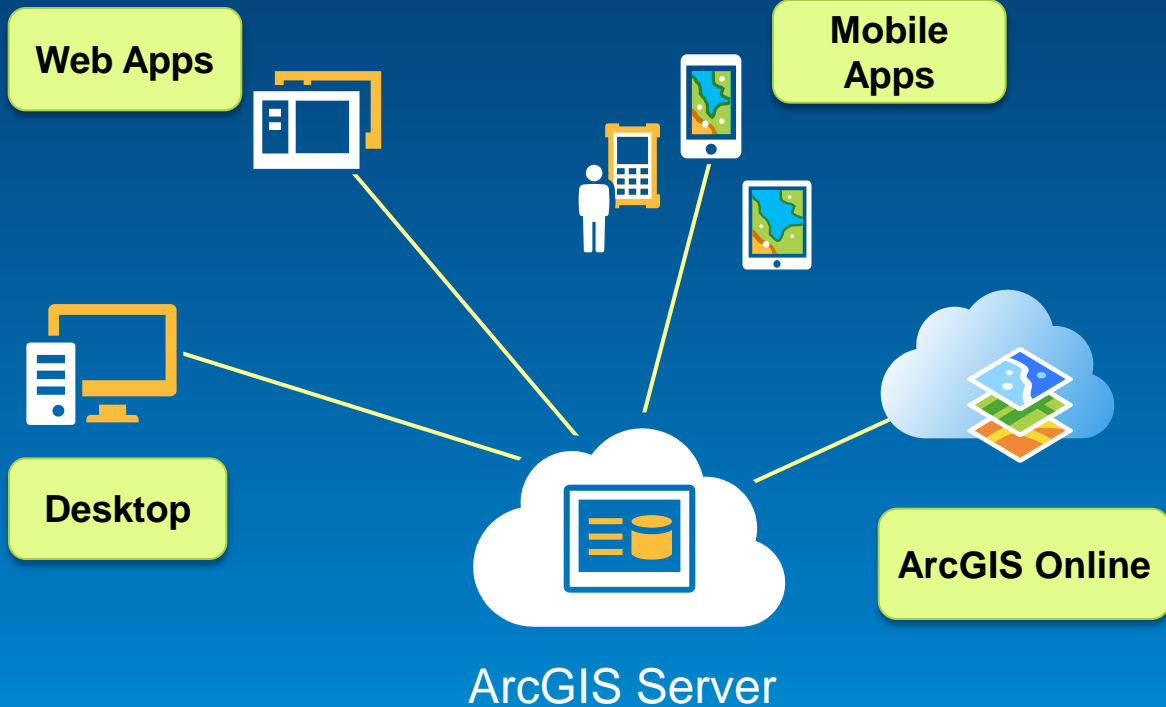 Web Apps
Mobile
Apps
Desktop
ArcGIS Online
ArcGIS Server